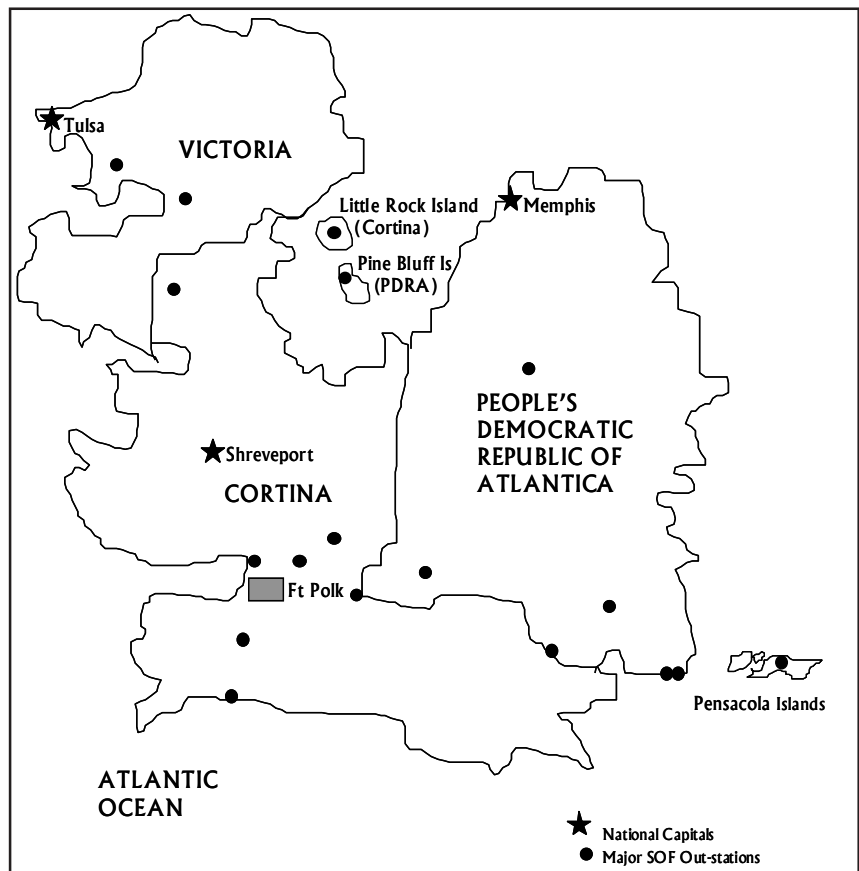 Tulsa
VICTORIA
Little Rock Island
(Cortina)
Memphis
Pine Bluff Is
(PDRA)
PEOPLE'S
DEMOCRATIC
REPUBLIC OF
ATLANTICA
Shreveport
CORTINA
Ft Polk
Pensacola Islands
ATLANTIC
OCEAN
National Capitals
Major SOF Out-stations